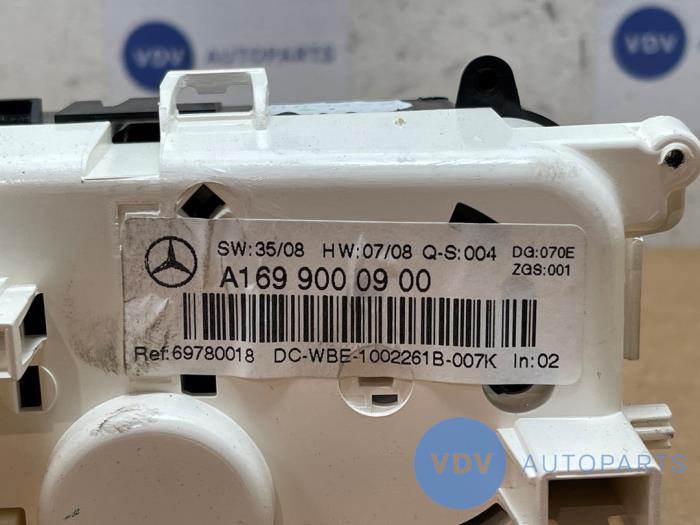 VDV AUTOPARTS
VDV
SW:35/08 HW:07/08 Q-S:004 DG:070E
ZGS:001
A169 900 09 00
Ref:69780018 DC-WBE-1002261B-007K In:02
VDV AUTOPARTS